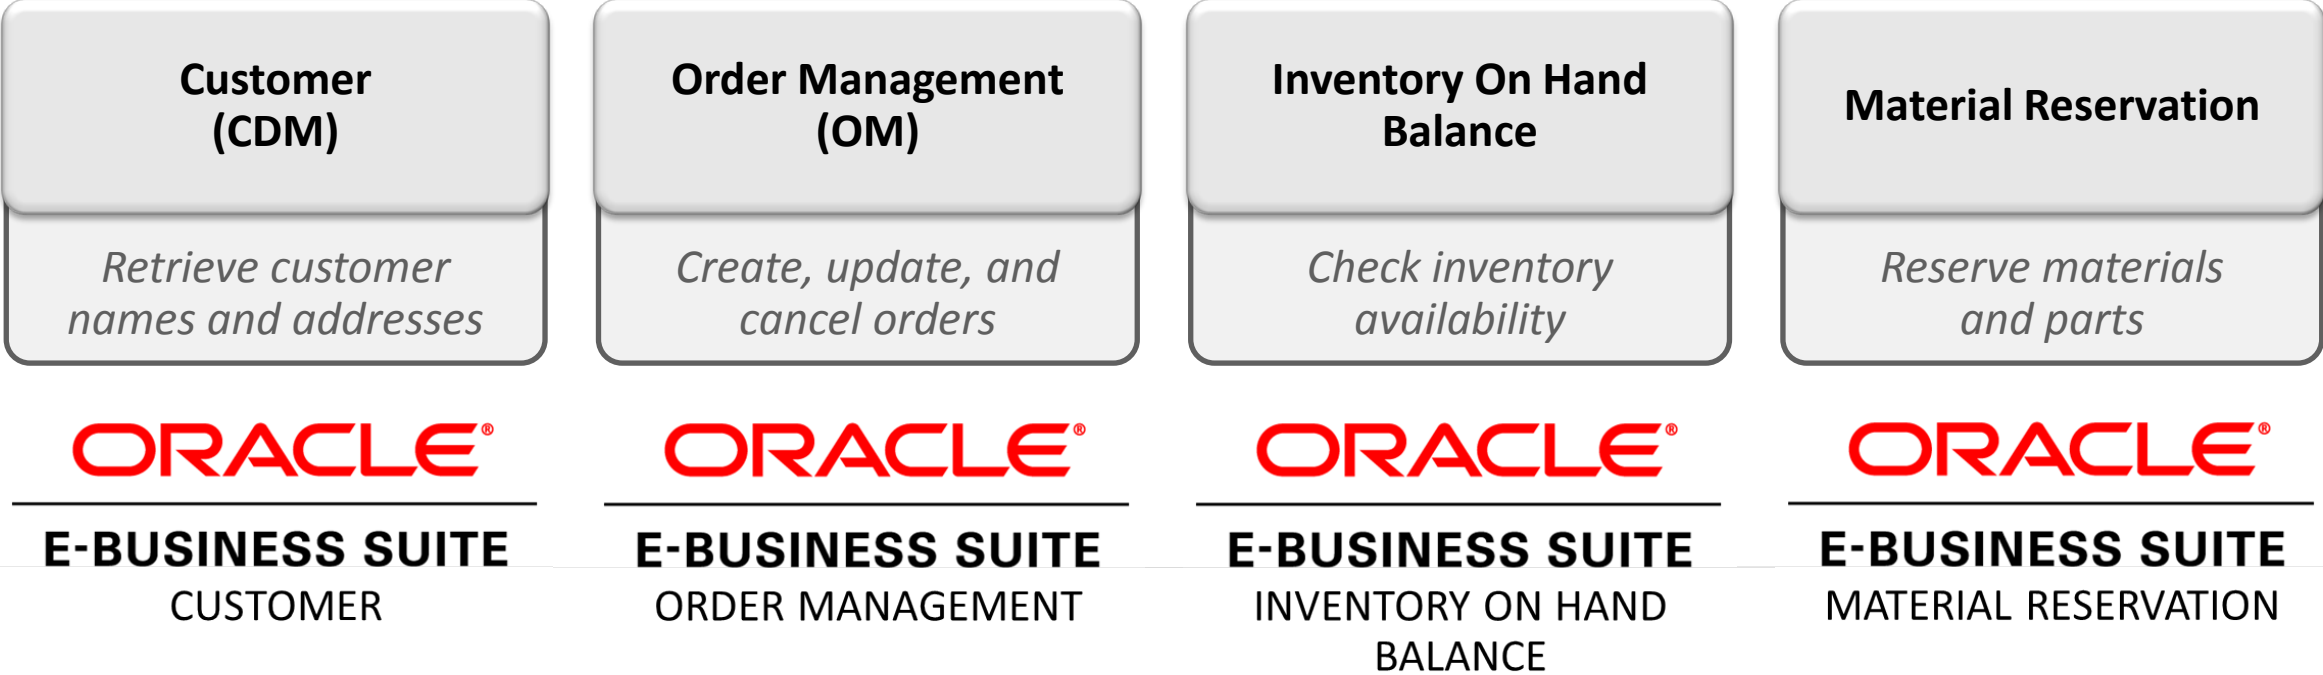 Customer
(CDM)
Retrieve customer
names and addresses
ORACLE®
E-BUSINESS SUITE
CUSTOMER
Order Management
(OM)
Create, update, and
cancel orders
ORACLE®
E-BUSINESS SUITE
ORDER MANAGEMENT
Inventory On Hand
Balance
Check inventory
availability
ORACLE®
E-BUSINESS SUITE
INVENTORY ON HAND
BALANCE
Material Reservation
Reserve materials
and parts
ORACLE®
E-BUSINESS SUITE
MATERIAL RESERVATION